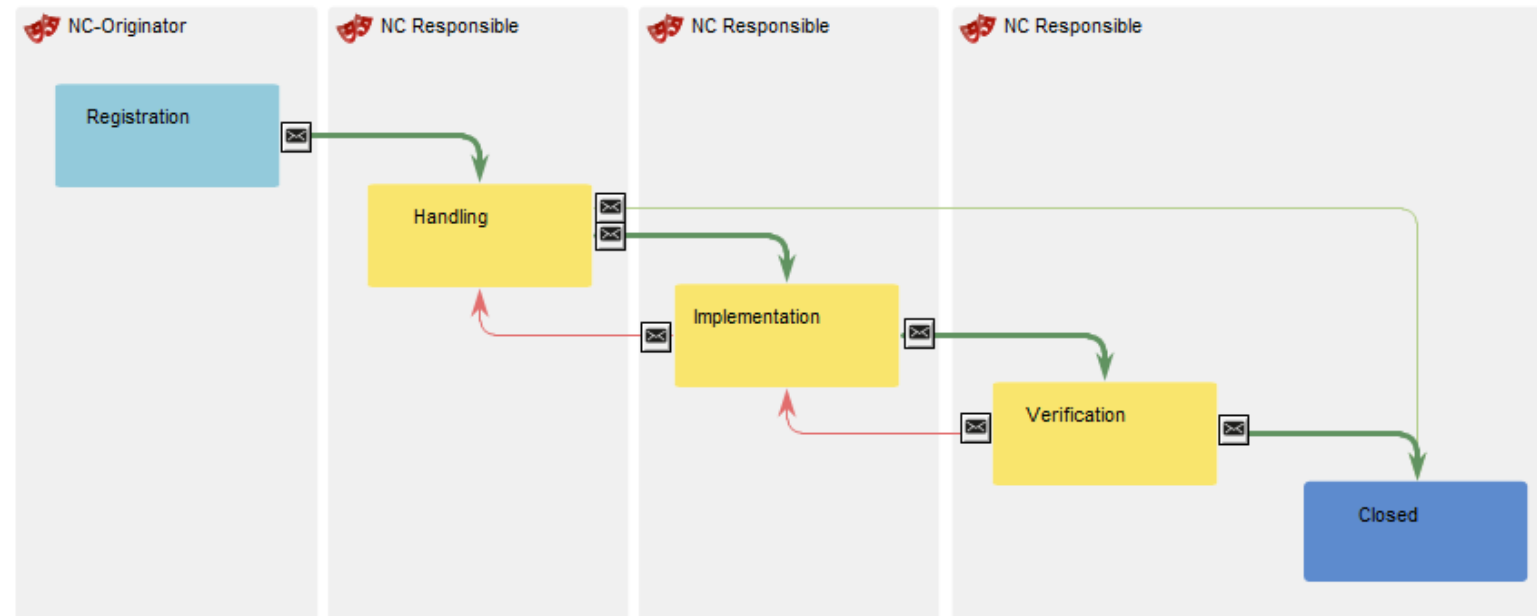 NC-Originator
NC Responsible
NC Responsible
NC Responsible
Registration
Handling
Implementation
Verification
Closed